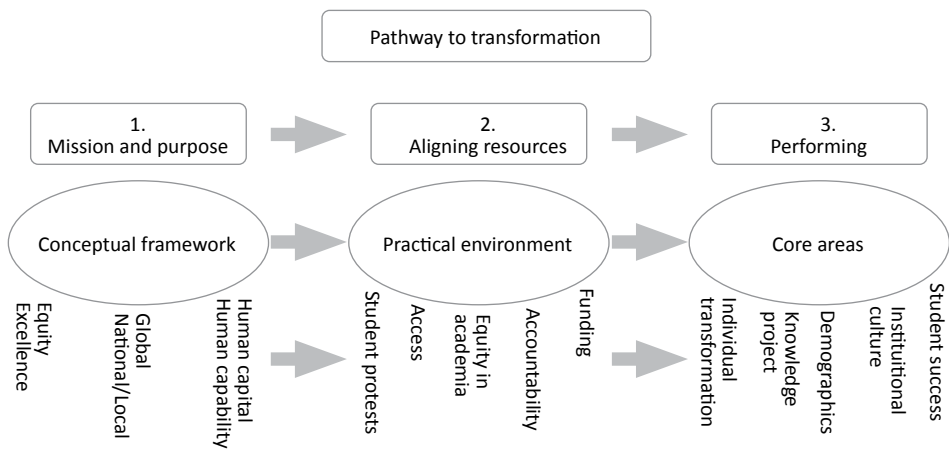 Pathway to transformation
1.
Mission and purpose
2.
Aligning resources
3.
Performing
Conceptual framework
Practical environment
Core areas
Equity
Excellence
Global
National/Local
Human capital
Human capability
Student protests
Access
Equity in
academia
Accountability
Funding
Individual
transformation
Knowledge
project
Demographics
Instituitional
culture
Student success